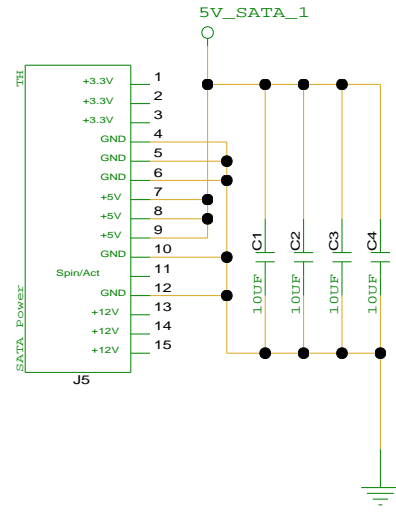 5V_SATA_1
TH
+3.3V 1
+3.3V 2
+3.3V 3
GND 4
GND 5
GND 6
+5V 7
+5V 8
+5V 9
GND 10
Spin/Act 11
GND 12
+12V 13
+12V 14
+12V 15
SATA Power
J5
C1
10UF
C2
10UF
C3
10UF
C4
10UF